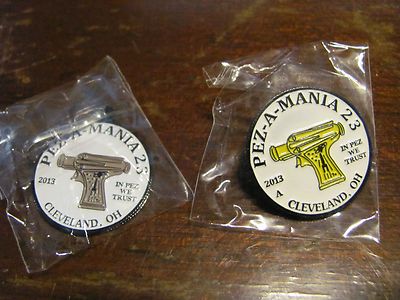 PEZ-A-MANIA 23
2013
IN PEZ
WE
TRUST
CLEVELAND, OH
PEZ-A-MANIA 23
2013
IN PEZ
WE
TRUST
A
CLEVELAND, OH